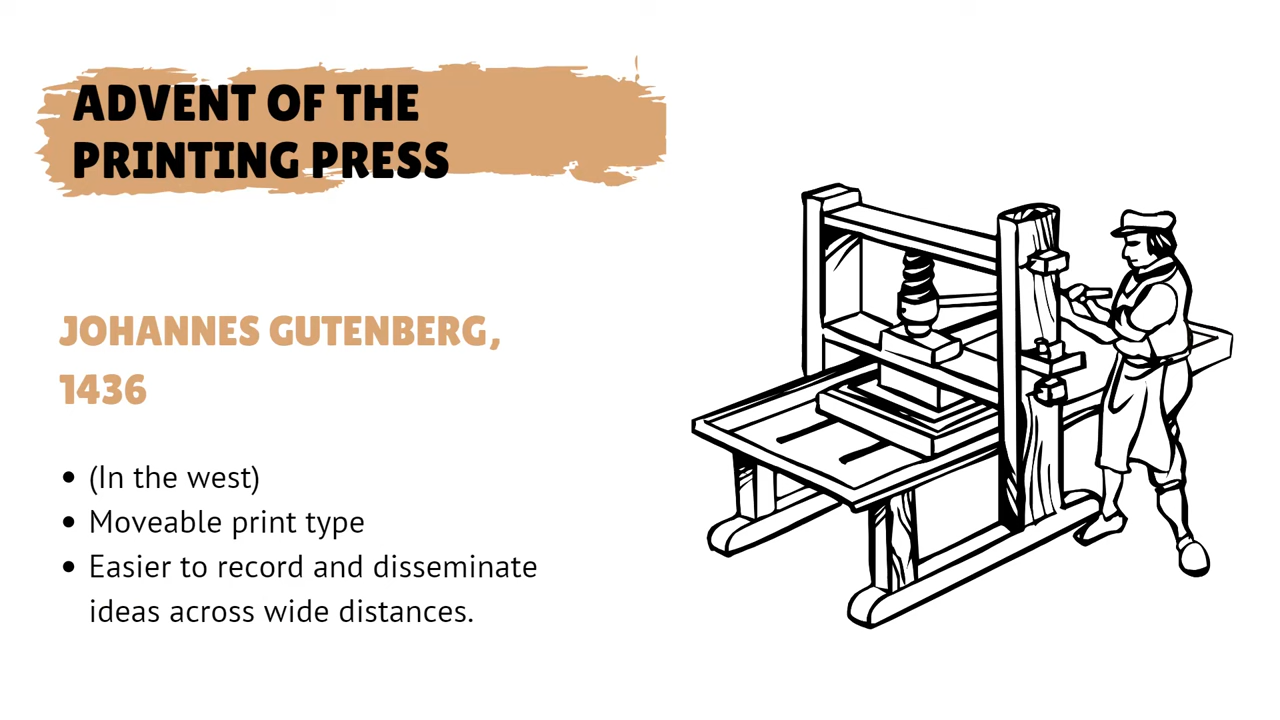 ADVENT OF THE
PRINTING PRESS
JOHANNES GUTENBERG,
1436
• (In the west)
• Moveable print type
• Easier to record and disseminate
ideas across wide distances.